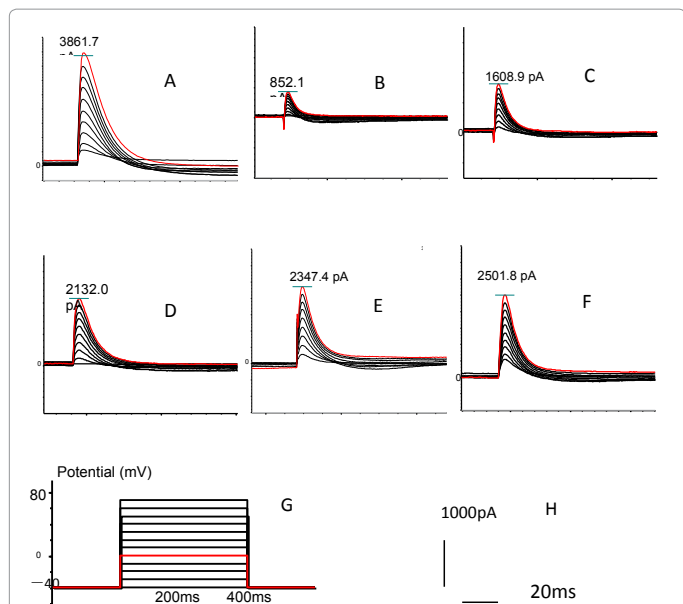 3861.7
A
0
852.1
B
0
1608.9 pA
C
0
2132.0
pA
D
0
2347.4 pA
E
0
2501.8 pA
F
0
Potential (mV)
80
0
—40
200ms 400ms
G
1000pA
H
20ms